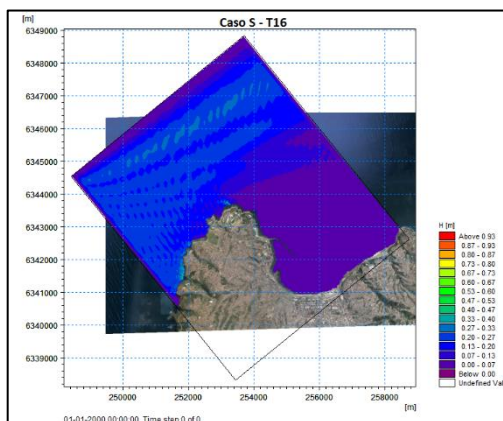 Caso S - T16
[m]
6349000
6348000
6347000
6346000
6345000
6344000
6343000
6342000
6341000
6340000
6339000
250000 252000 254000 256000 258000
[m]
H [m]
Above 0.93
0.87 - 0.93
0.80 - 0.87
0.73 - 0.80
0.67 - 0.73
0.60 - 0.67
0.53 - 0.60
0.47 - 0.53
0.40 - 0.47
0.33 - 0.40
0.27 - 0.33
0.20 - 0.27
0.13 - 0.20
0.07 - 0.13
0.00 - 0.07
Below 0.00
Undefined Val
01-01-2000 00:00:00 Time step 0 of 0